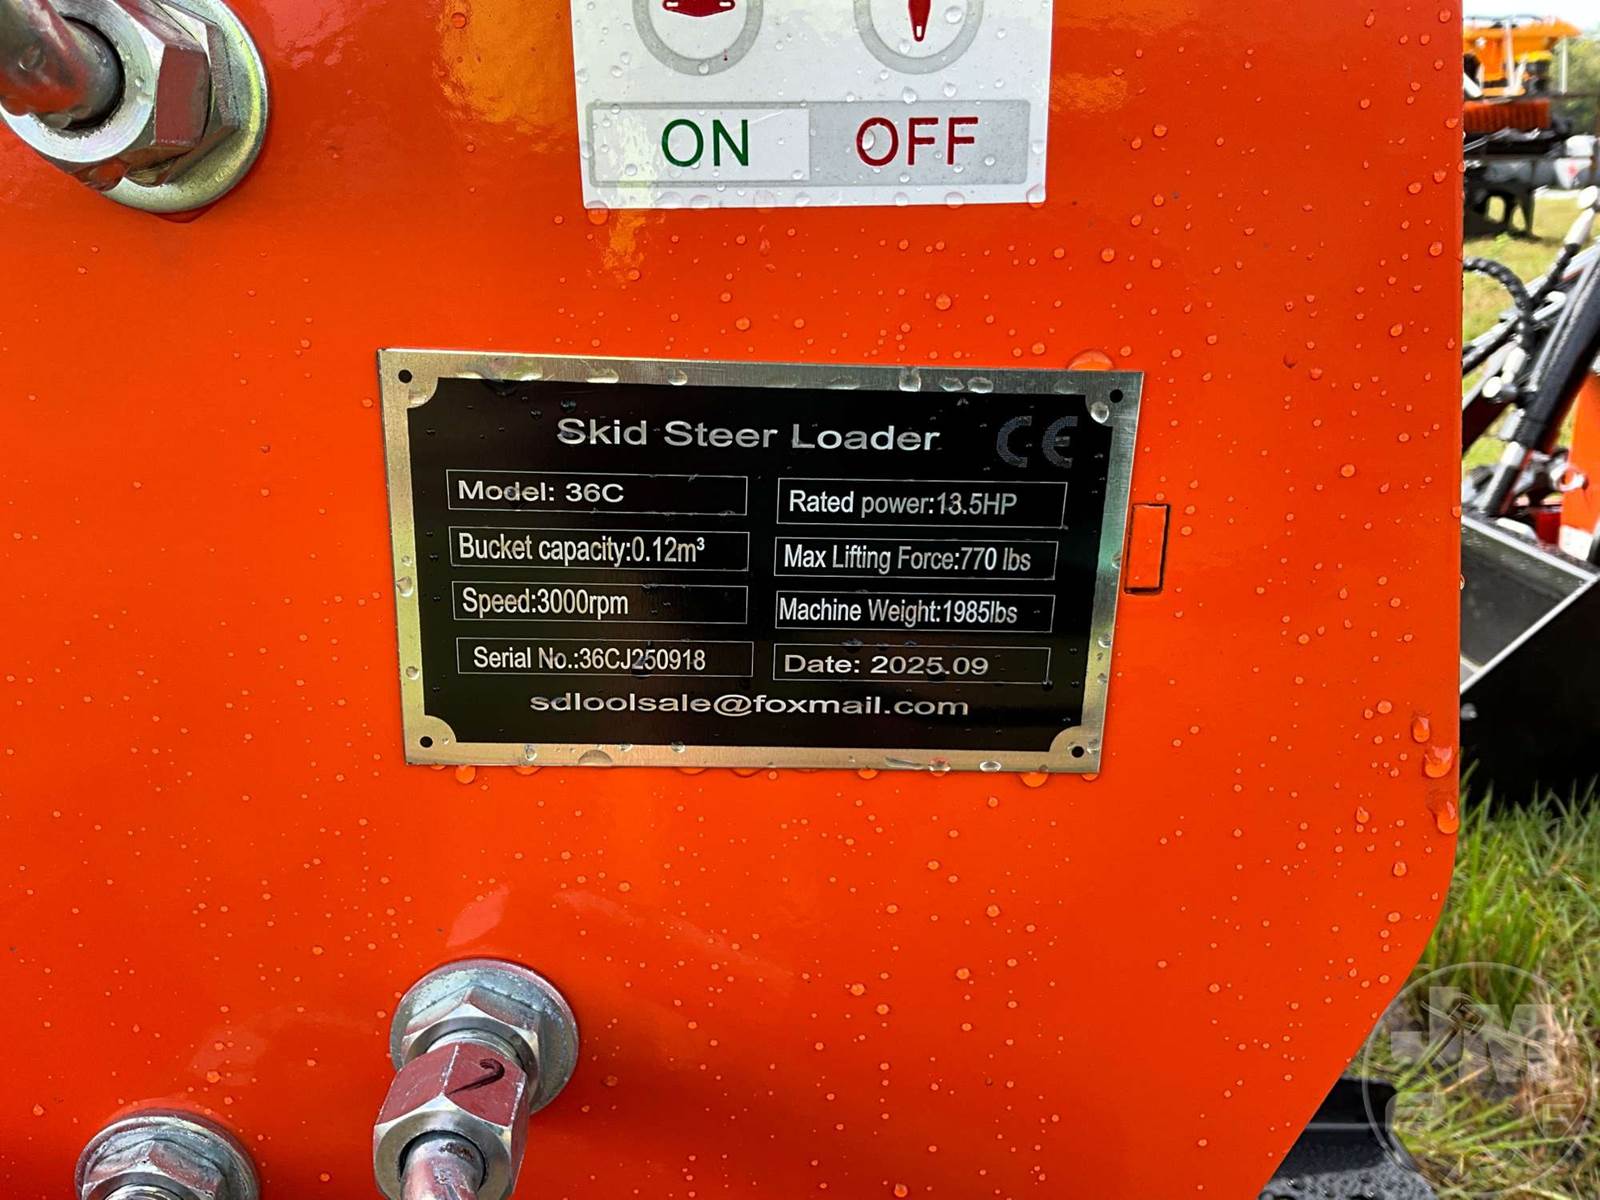 ON OFF
Skid Steer Loader CE
Model: 36C
Rated power:13.5HP
Bucket capacity:0.12m³
Max Lifting Force:770 lbs
Speed:3000rpm
Machine Weight:1985lbs
Serial No.:36CJ250918
Date: 2025.09
sdloolsale@foxmail.com
JM